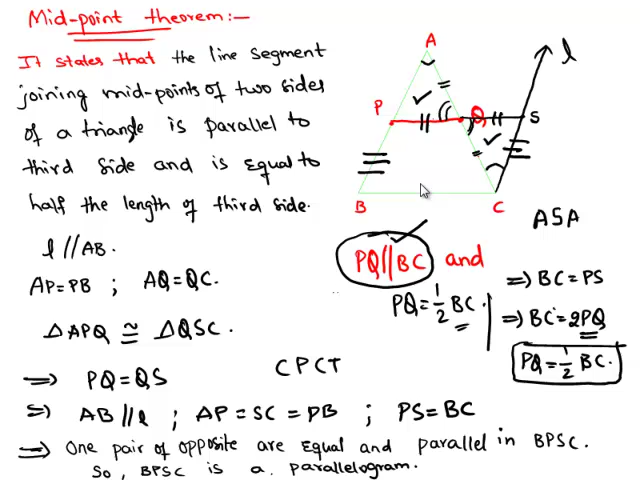 Mid-point theorem:-
It states that the line segment
joining mid-points of two sides
of a triangle is parallel to
third side and is equal to
half the length of third side.
l // AB.
AP=PB ; AQ=QC.
△APQ ≅ △QSC.
CPCT
⇒ PQ=QS
⇒ AB // l ; AP = SC = PB ; PS=BC
⇒ One pair of opposite are equal and parallel in BPSC.
So, BPSC is a parallelogram.
A
l
P
Q
S
B
C
ASA
PQ//BC and
PQ=1/2 BC.
⇒ BC=PS
⇒ BC=2PQ
PQ=1/2 BC.